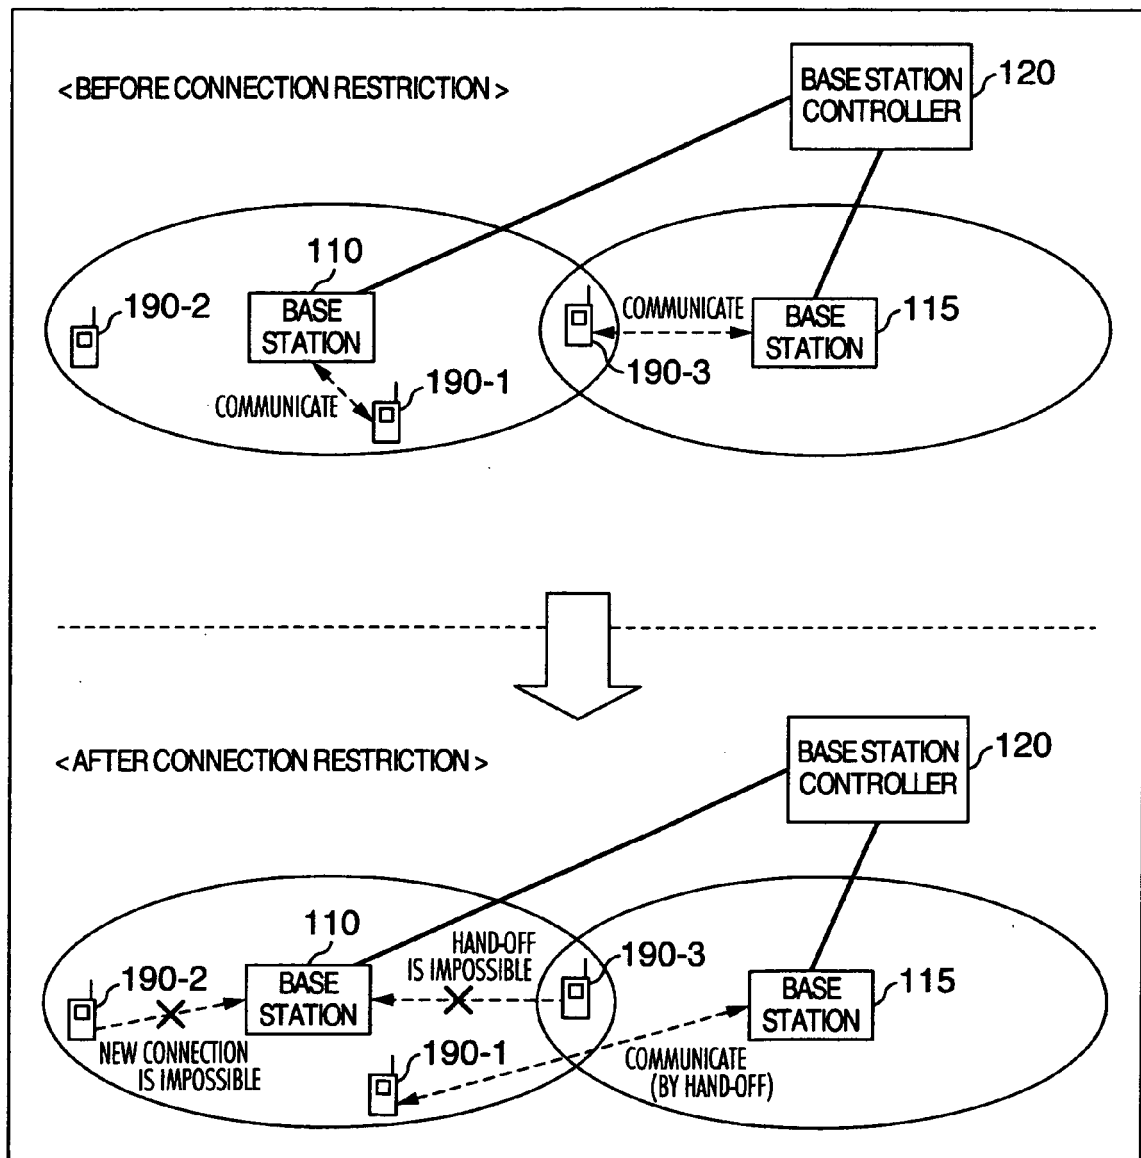 <BEFORE CONNECTION RESTRICTION>
BASE STATION
CONTROLLER
120
110
BASE
STATION
190-2
190-1
COMMUNICATE
COMMUNICATE
190-3
BASE
STATION
115
<AFTER CONNECTION RESTRICTION>
BASE STATION
CONTROLLER
120
110
BASE
STATION
190-2
NEW CONNECTION
IS IMPOSSIBLE
HAND-OFF
IS IMPOSSIBLE
190-3
190-1
BASE
STATION
115
COMMUNICATE
(BY HAND-OFF)